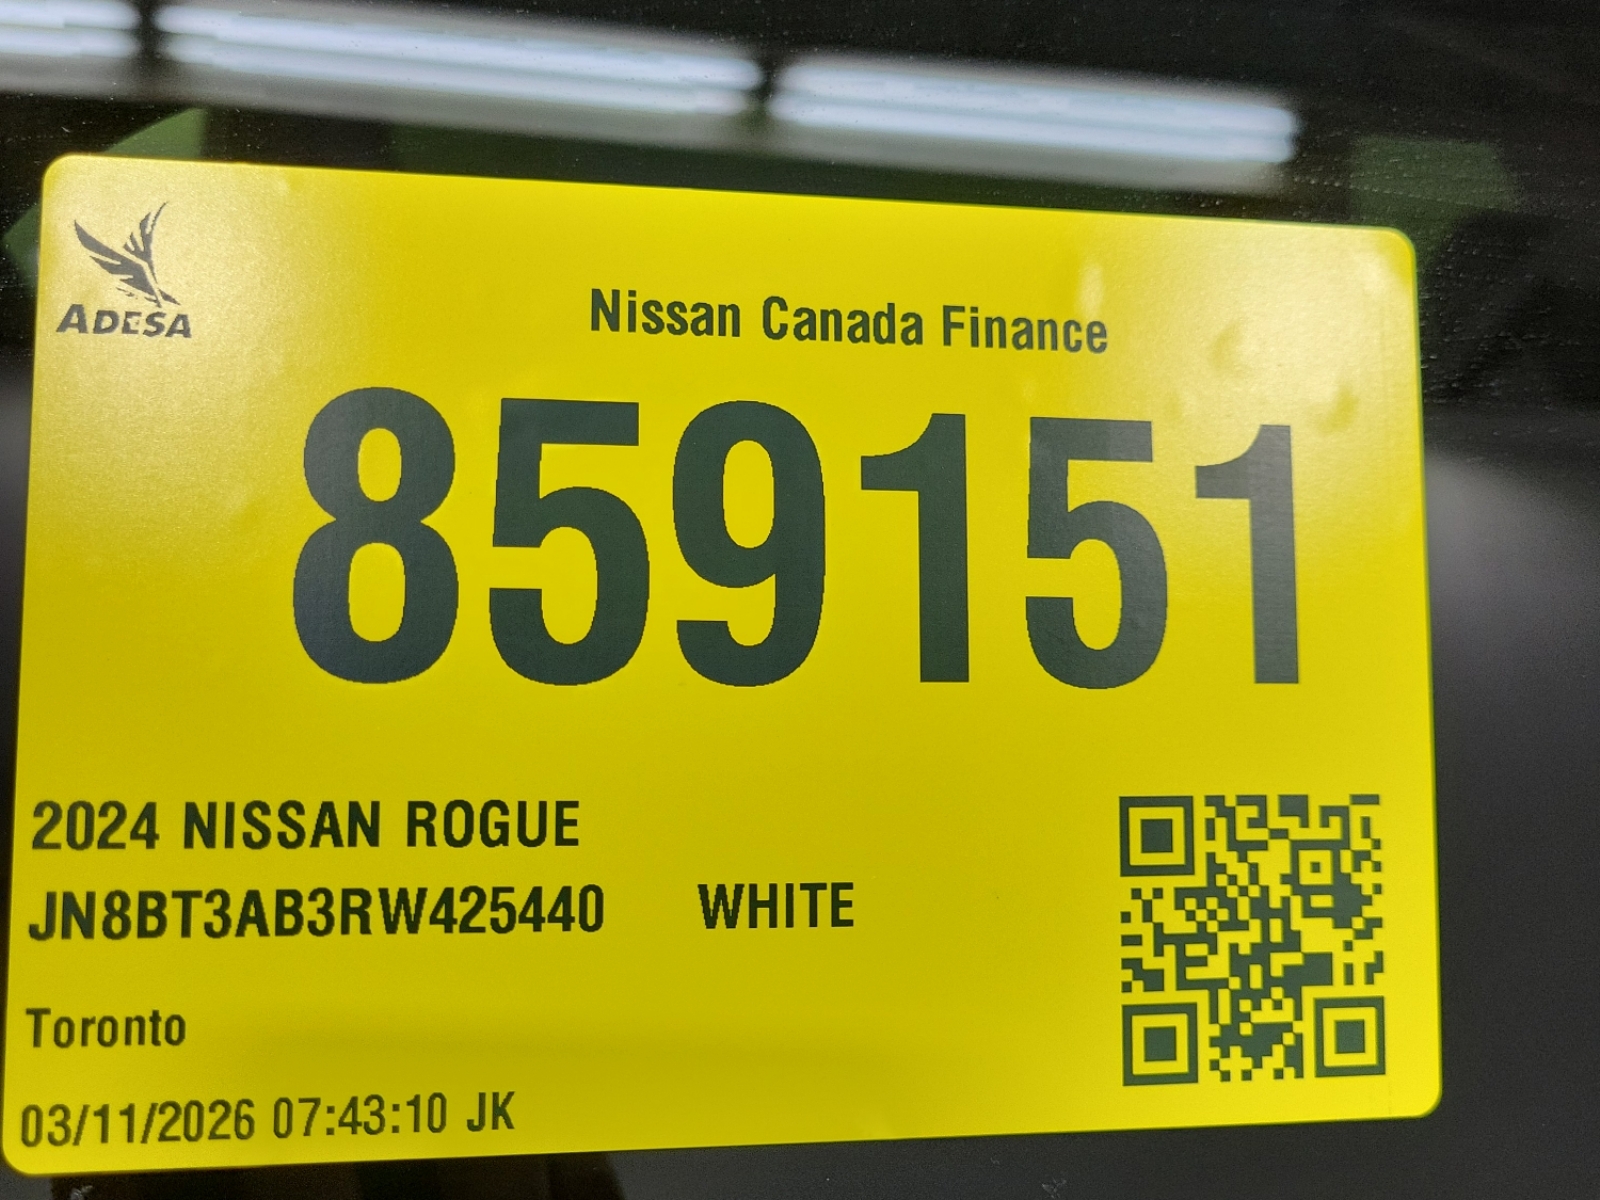 ADESA
Nissan Canada Finance
859151
2024 NISSAN ROGUE
JN8BT3AB3RW425440 WHITE
Toronto
03/11/2026 07:43:10 JK